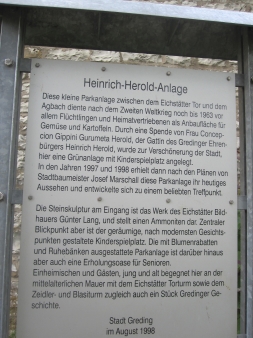 Heinrich-Herold-Anlage
Diese kleine Parkanlage zwischen dem Eichstätter Tor und dem
Agbach diente nach dem Zweiten Weltkrieg noch bis 1963 vor
allem Flüchtlingen und Heimatvertriebenen als Anbaufläche für
Gemüse und Kartoffeln. Durch eine Spende von Frau Concep-
cion Gippini Gurumeta Herold, der Gattin des Gredinger Ehren-
bürgers Heinrich Herold, wurde zur Verschönerung der Stadt,
hier eine Grünanlage mit Kinderspielplatz angelegt.
In den Jahren 1997 und 1998 erhielt dann nach den Plänen von
Stadtbaumeister Josef Marschall diese Parkanlage ihr heutiges
Aussehen und entwickelte sich zu einem beliebten Treffpunkt.
Die Steinskulptur am Eingang ist das Werk des Eichstätter Bild-
hauers Günter Lang, und stellt einen Ammoniten dar. Zentraler
Blickpunkt aber ist der geräumige, nach modernsten Gesichts-
punkten gestaltete Kinderspielplatz. Die mit Blumenrabatten
und Ruhebänken ausgestattete Parkanlage ist darüber hinaus
aber auch eine Erholungsoase für Senioren.
Einheimischen und Gästen, jung und alt begegnet hier an der
mittelalterlichen Mauer mit dem Eichstätter Torturm sowie dem
Zeidler- und Blasiturm zugleich auch ein Stück Gredinger Ge-
schichte.
Stadt Greding
im August 1998